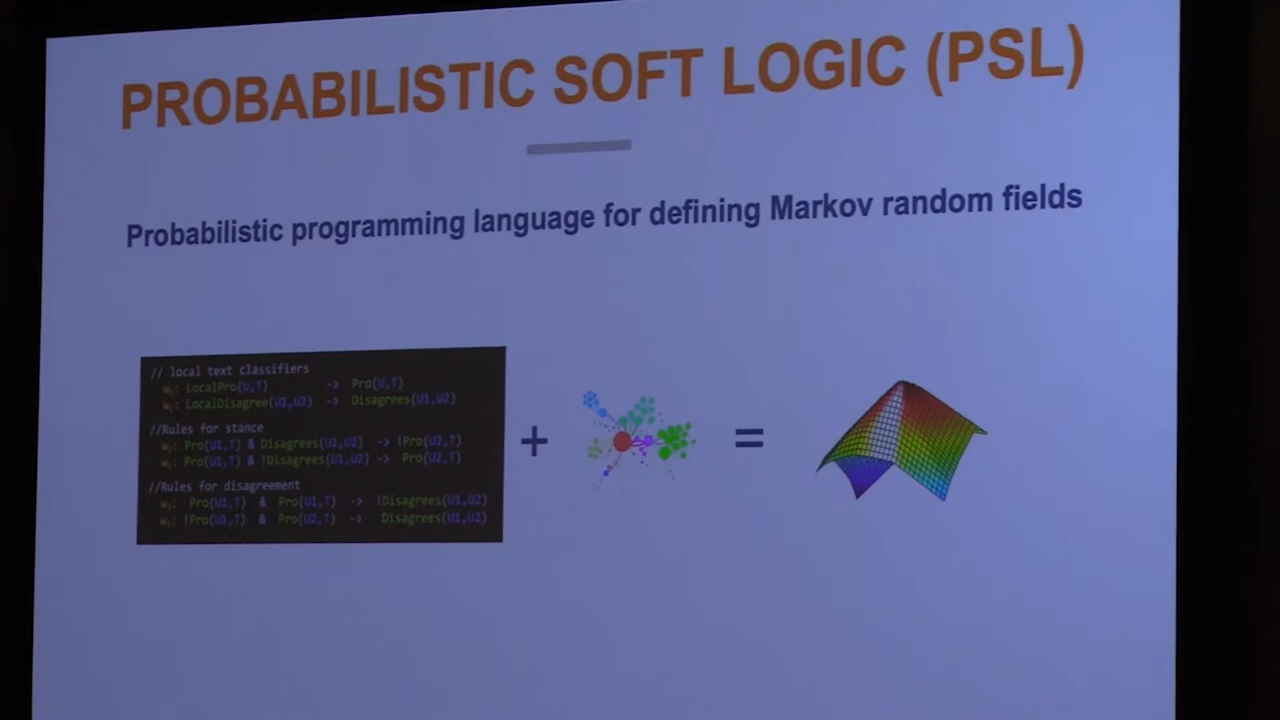 PROBABILISTIC SOFT LOGIC (PSL)
Probabilistic programming language for defining Markov random fields
// local text classifiers
w₁: LocalPro(U,T) -> Pro(U,T)
LocalDisagree(U1,U2) -> Disagrees(U1,U2)
//Rules for stance
Pro(U1,T) & Disagrees(U1,U2) -> !Pro(U2,T)
Pro(U1,T) & !Disagrees(U1,U2) -> Pro(U2,T)
//Rules for disagreement
Pro(U1,T) & Pro(U1,T) -> !Disagrees(U1,U2)
!Pro(U1,T) & Pro(U2,T) -> Disagrees(U1,U2)
+
=